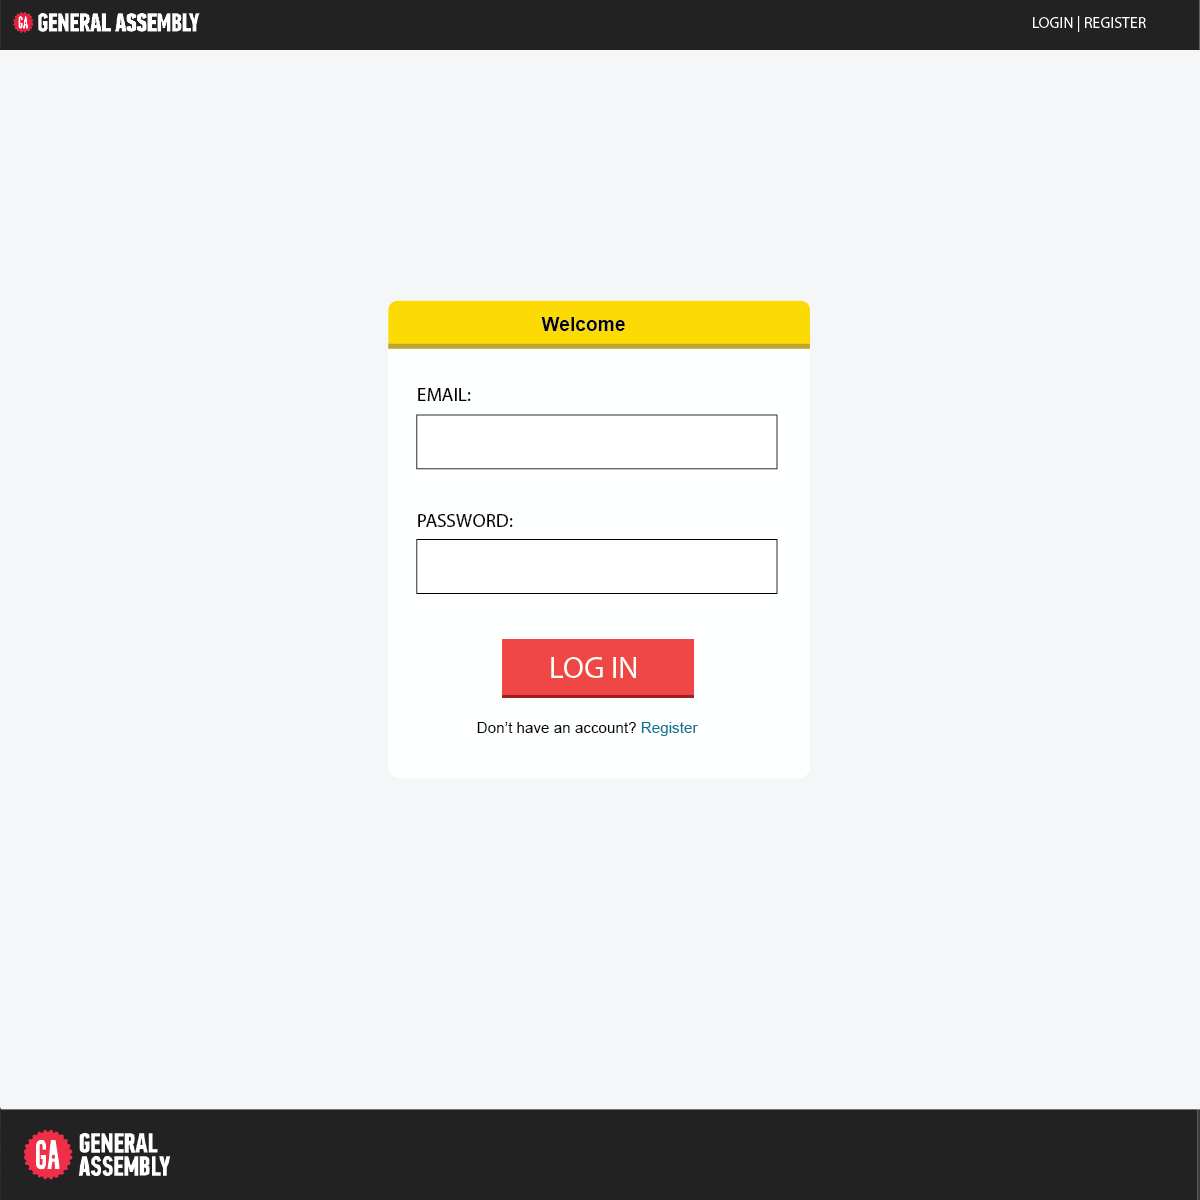 GA GENERAL ASSEMBLY
LOGIN | REGISTER
Welcome
EMAIL:
PASSWORD:
LOG IN
Don’t have an account? Register
GA
GENERAL
ASSEMBLY